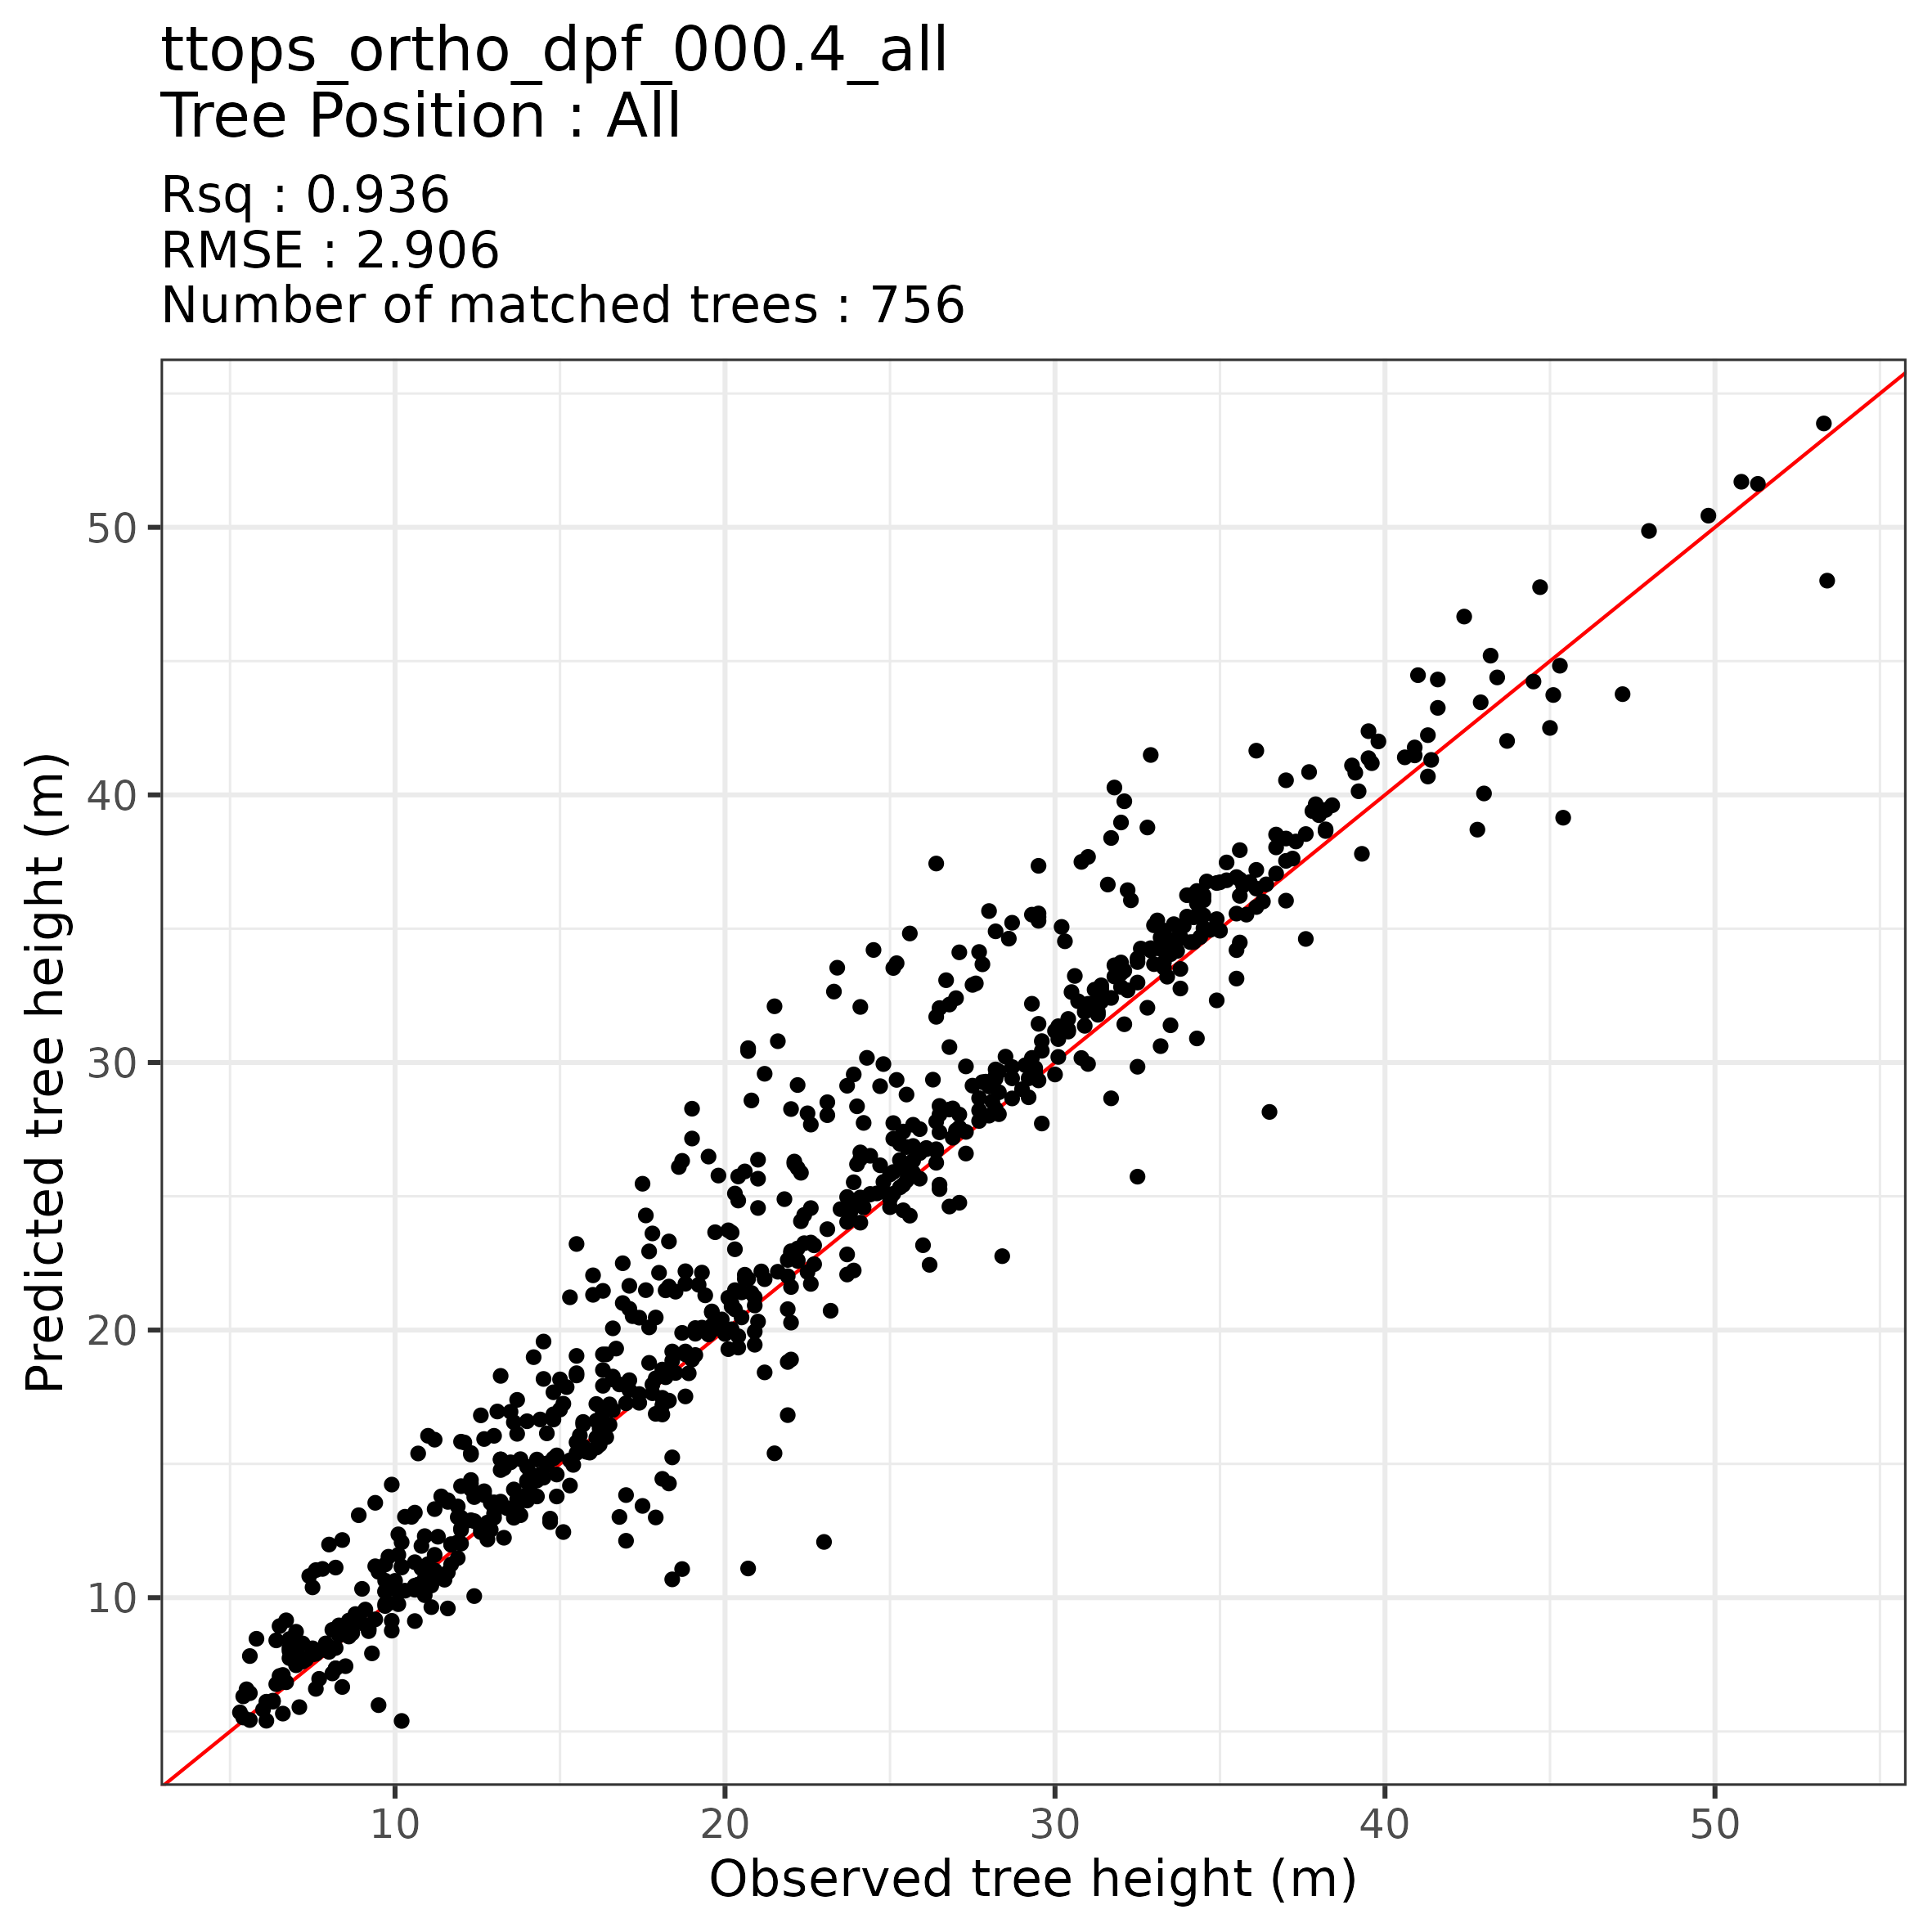 ttops_ortho_dpf_000.4_all
Tree Position : All
Rsq : 0.936
RMSE : 2.906
Number of matched trees : 756
50
40
30
20
10
Predicted tree height (m)
10 20 30 40 50
Observed tree height (m)